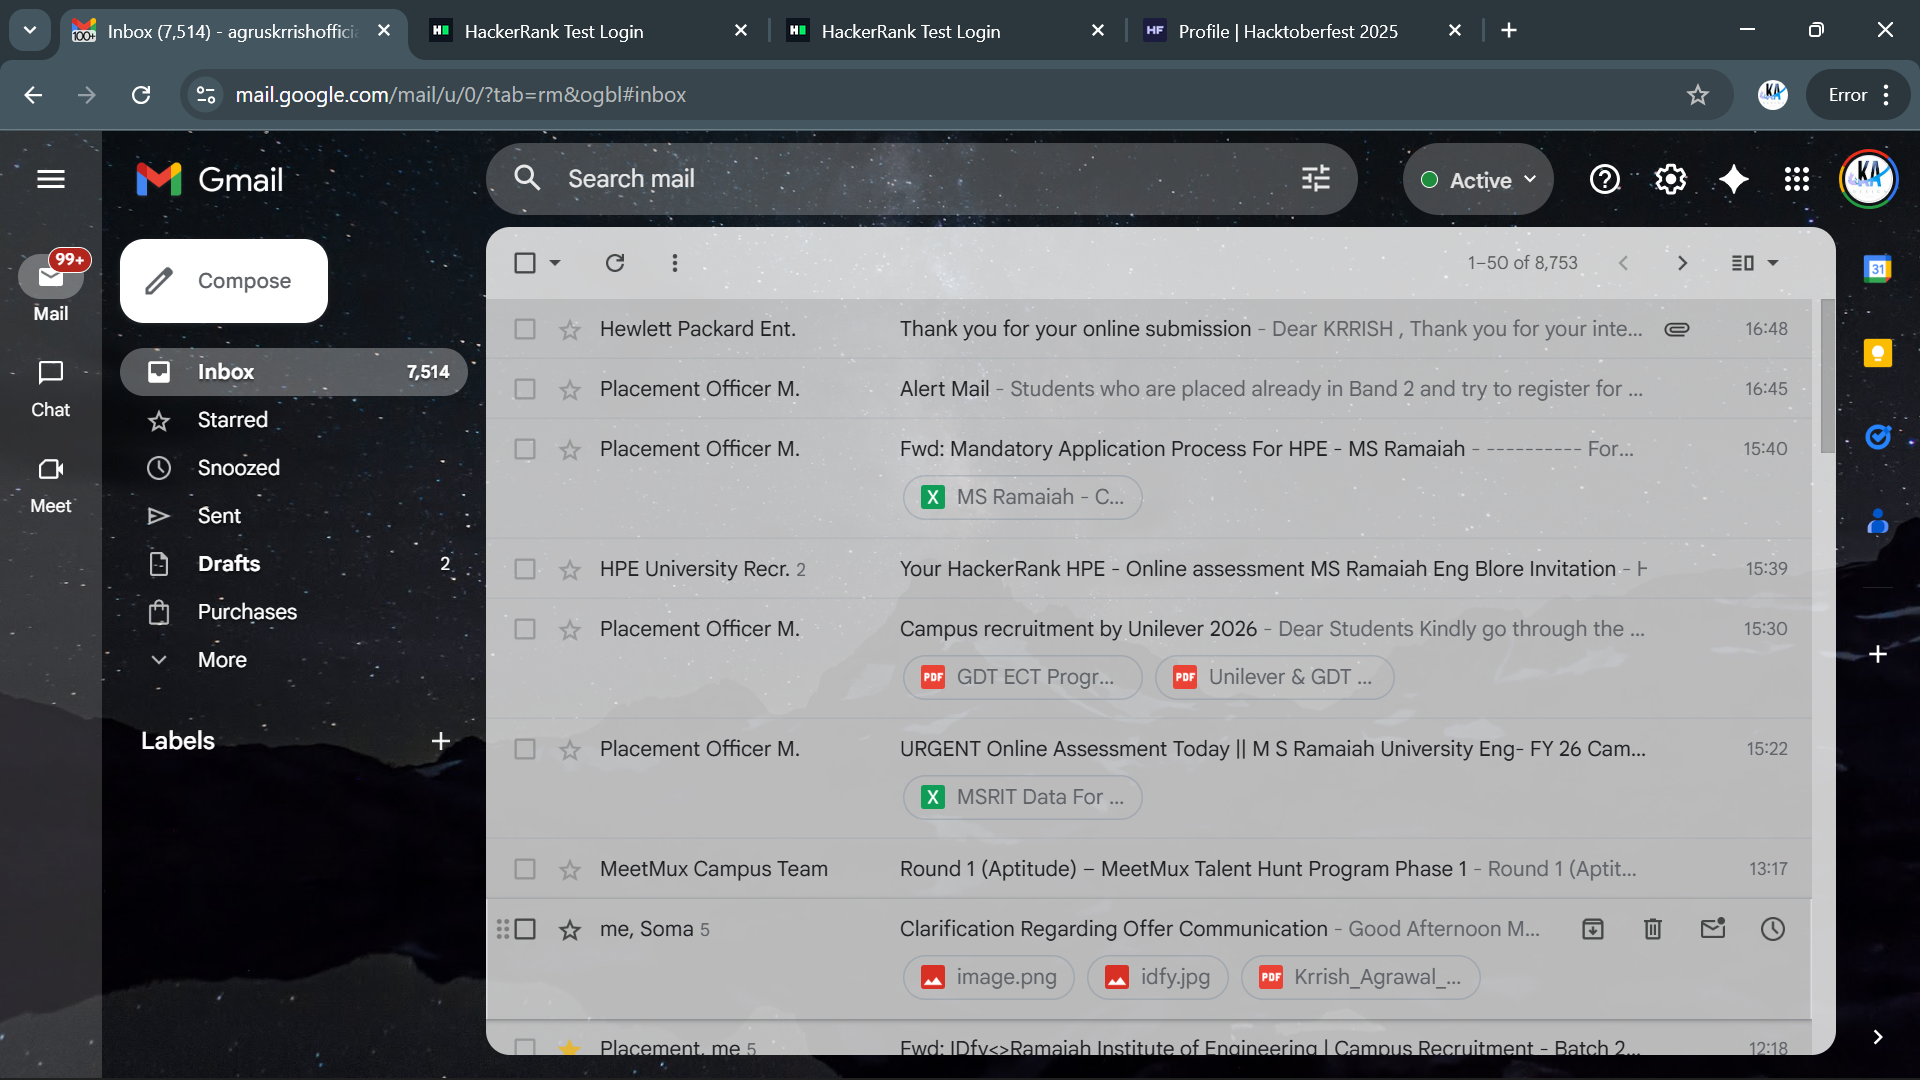 Inbox (7,514) - agruskrrishofficia
HackerRank Test Login
HackerRank Test Login
Profile | Hacktoberfest 2025
mail.google.com/mail/u/0/?tab=rm&ogbl#inbox
Error
Gmail
Search mail
Active
99+
Mail
Chat
Meet
Compose
Inbox 7,514
Starred
Snoozed
Sent
Drafts 2
Purchases
More
Labels
1–50 of 8,753
Hewlett Packard Ent. Thank you for your online submission - Dear KRRISH , Thank you for your inte... 16:48
Placement Officer M. Alert Mail - Students who are placed already in Band 2 and try to register for ... 16:45
Placement Officer M. Fwd: Mandatory Application Process For HPE - MS Ramaiah - ---------- For... 15:40
MS Ramaiah - C...
HPE University Recr. 2 Your HackerRank HPE - Online assessment MS Ramaiah Eng Blore Invitation - H 15:39
Placement Officer M. Campus recruitment by Unilever 2026 - Dear Students Kindly go through the ... 15:30
PDF GDT ECT Progr... PDF Unilever & GDT ...
Placement Officer M. URGENT Online Assessment Today || M S Ramaiah University Eng- FY 26 Cam... 15:22
MSRIT Data For ...
MeetMux Campus Team Round 1 (Aptitude) – MeetMux Talent Hunt Program Phase 1 - Round 1 (Aptit... 13:17
me, Soma 5 Clarification Regarding Offer Communication - Good Afternoon M...
image.png idfy.jpg PDF Krrish_Agrawal_...
Placement, me 5 Fwd: IDfy<>Ramaiah Institute of Engineering | Campus Recruitment - Batch 2... 12:18
31
KA